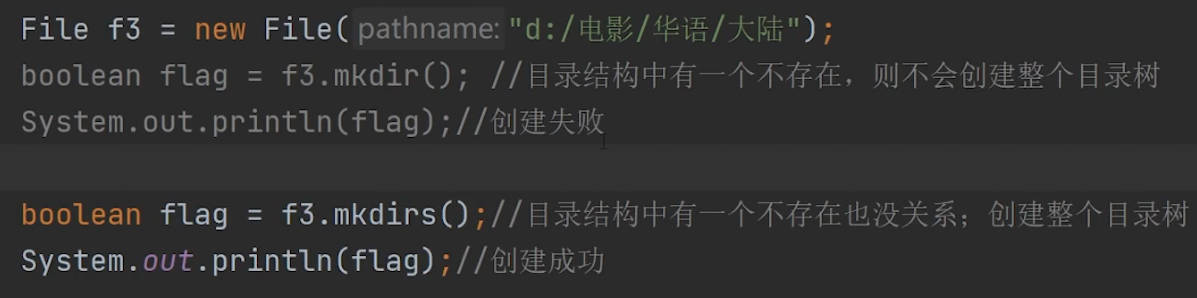 File f3 = new File( pathname: "d:/电影/华语/大陆");
boolean flag = f3.mkdir(); //目录结构中有一个不存在，则不会创建整个目录树
System.out.println(flag);//创建失败
boolean flag = f3.mkdirs();//目录结构中有一个不存在也没关系；创建整个目录树
System.out.println(flag);//创建成功